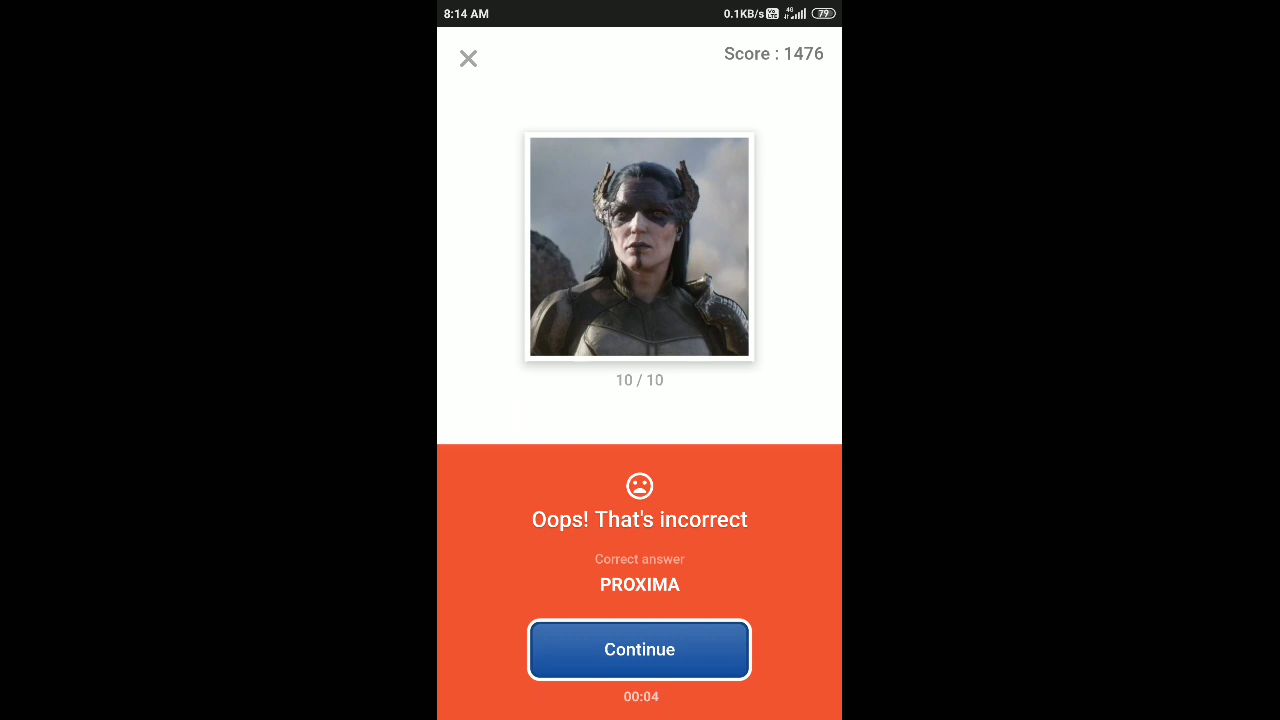 8:14 AM
0.1KB/s 4G 79
Score : 1476
10 / 10
Oops! That's incorrect
Correct answer
PROXIMA
Continue
00:04